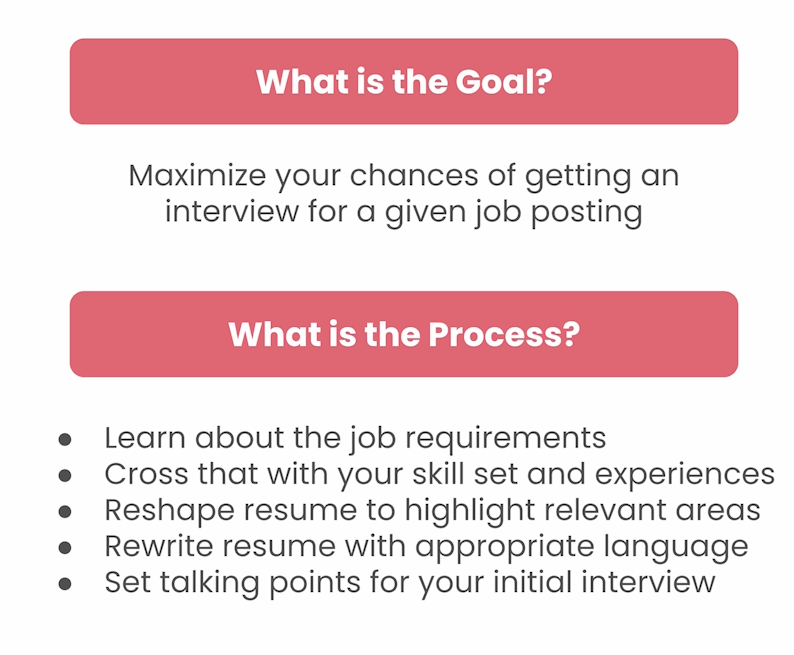 What is the Goal?
Maximize your chances of getting an
interview for a given job posting
What is the Process?
● Learn about the job requirements
● Cross that with your skill set and experiences
● Reshape resume to highlight relevant areas
● Rewrite resume with appropriate language
● Set talking points for your initial interview